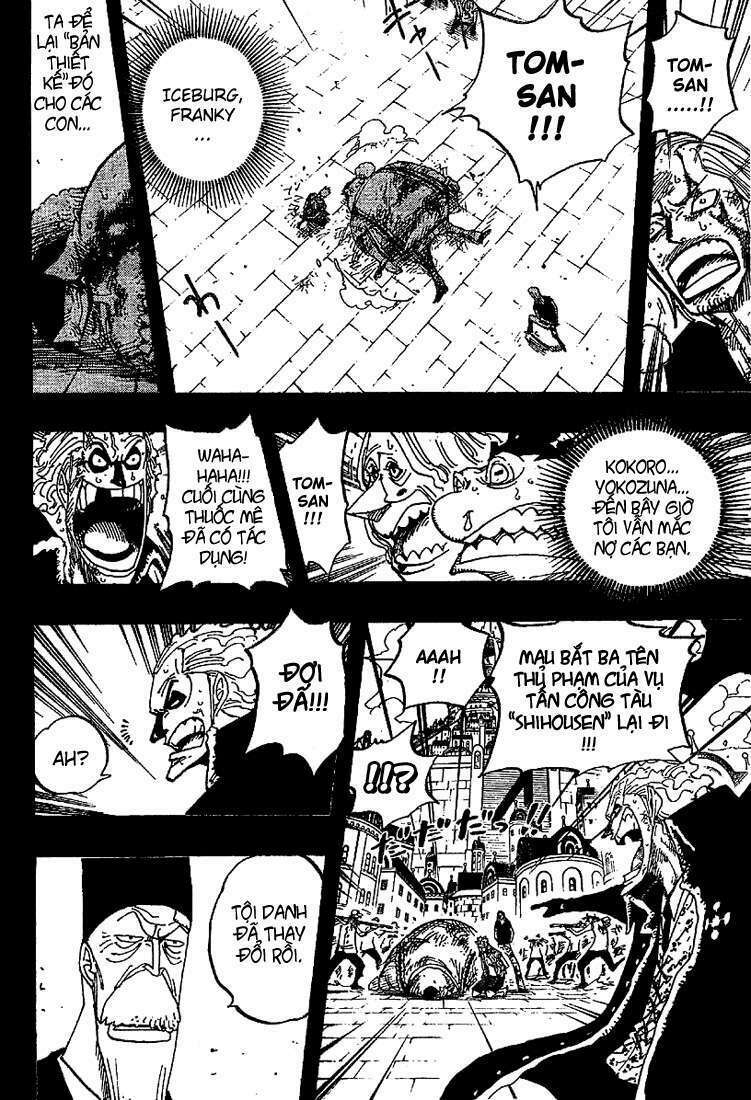 TOM-
SAN
.....!!
TOM-
SAN
!!!
ICEBURG,
FRANKY
...
TA ĐỂ
LẠI "BẢN
THIẾT
KẾ" ĐÓ
CHO CÁC
CON...
KOKORO...
YOKOZUNA...
ĐẾN BÂY GIỜ
TÔI VẪN MẮC
NỢ CÁC BẠN.
TOM-
SAN
!!!
WAHA-
HAHA!!!
CUỐI CÙNG
THUỐC MÊ
ĐÃ CÓ TÁC
DỤNG!
MAU BẮT BA TÊN
THỦ PHẠM CỦA VỤ
TẤN CÔNG TÀU
"SHIHOUSEN" LẠI ĐI
!!!
AAAH
!!
!!?
ĐỢI
ĐÃ!!!
AH?
TỘI DANH
ĐÃ THAY
ĐỔI RỒI.